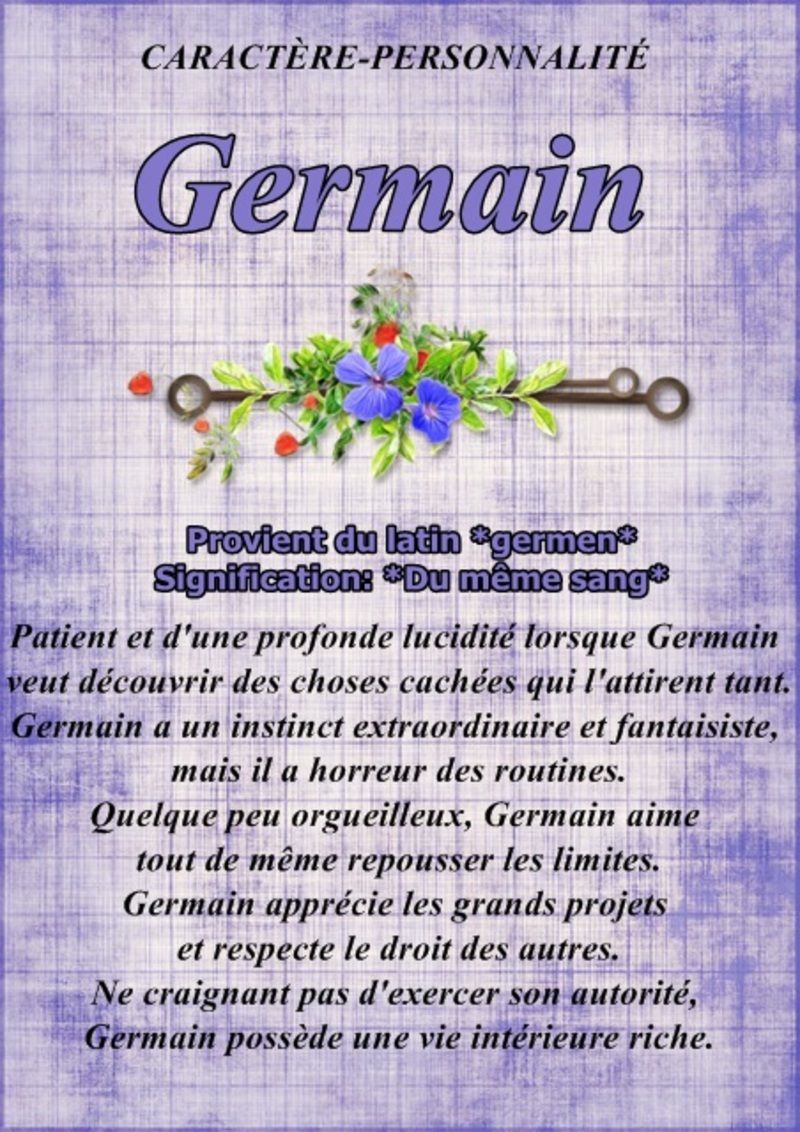 CARACTÈRE-PERSONNALITÉ
Germain
Provient du latin *germen*
Signification: *Du même sang*
Patient et d'une profonde lucidité lorsque Germain
veut découvrir des choses cachées qui l'attirent tant.
Germain a un instinct extraordinaire et fantaisiste,
mais il a horreur des routines.
Quelque peu orgueilleux, Germain aime
tout de même repousser les limites.
Germain apprécie les grands projets
et respecte le droit des autres.
Ne craignant pas d'exercer son autorité,
Germain possède une vie intérieure riche.